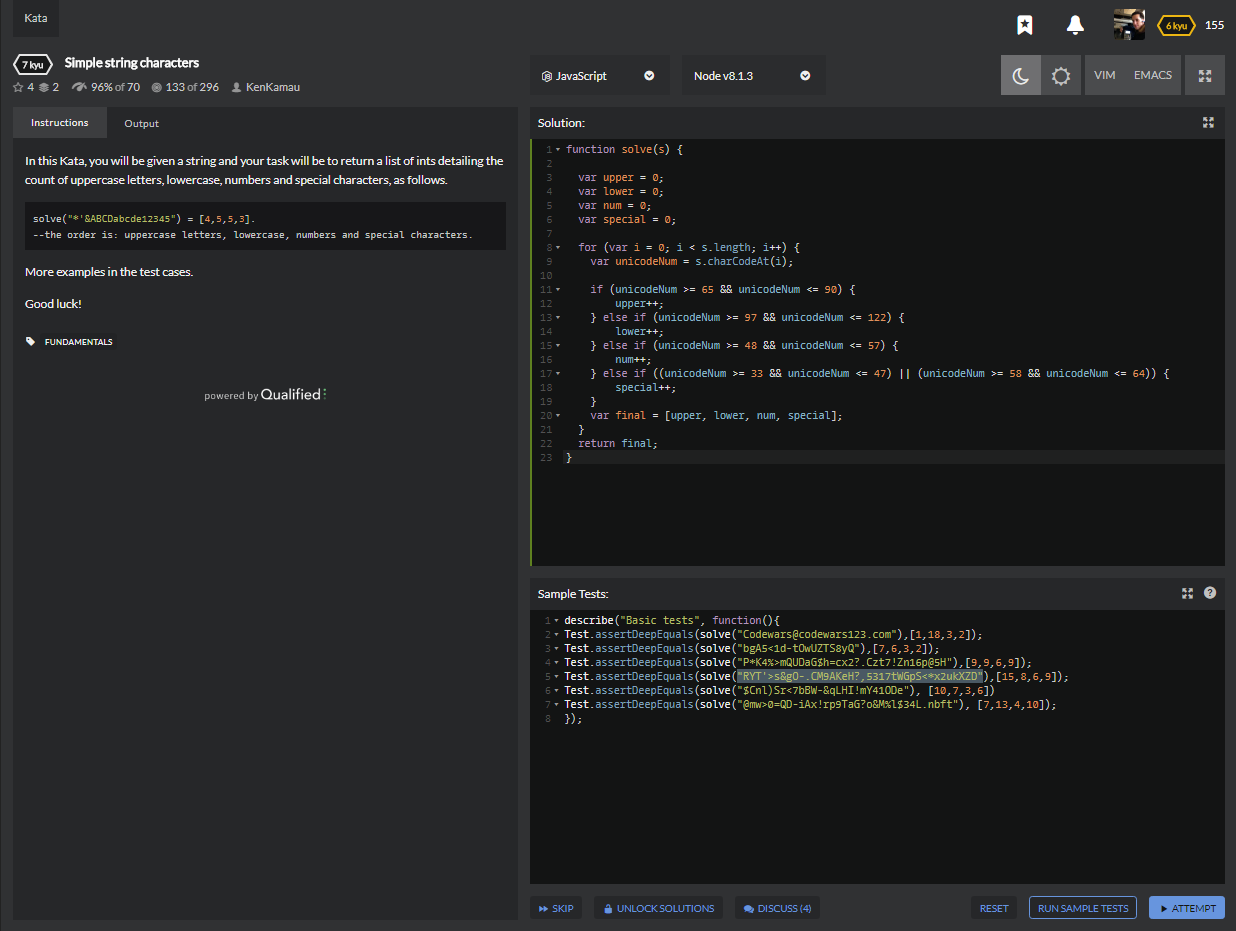 Kata
6 kyu 155
7 kyu Simple string characters
4 2 96% of 70 133 of 296 KenKamau
JavaScript
Node v8.1.3
VIM EMACS
Instructions Output
In this Kata, you will be given a string and your task will be to return a list of ints detailing the
count of uppercase letters, lowercase, numbers and special characters, as follows.
solve("*'&ABCDabcde12345") = [4,5,5,3].
--the order is: uppercase letters, lowercase, numbers and special characters.
More examples in the test cases.
Good luck!
FUNDAMENTALS
powered by Qualified
Solution:
1 function solve(s) {
2
3 var upper = 0;
4 var lower = 0;
5 var num = 0;
6 var special = 0;
7
8 for (var i = 0; i < s.length; i++) {
9 var unicodeNum = s.charCodeAt(i);
10
11 if (unicodeNum >= 65 && unicodeNum <= 90) {
12 upper++;
13 } else if (unicodeNum >= 97 && unicodeNum <= 122) {
14 lower++;
15 } else if (unicodeNum >= 48 && unicodeNum <= 57) {
16 num++;
17 } else if ((unicodeNum >= 33 && unicodeNum <= 47) || (unicodeNum >= 58 && unicodeNum <= 64)) {
18 special++;
19 }
20 var final = [upper, lower, num, special];
21 }
22 return final;
23 }
Sample Tests:
1 describe("Basic tests", function(){
2 Test.assertDeepEquals(solve("Codewars@codewars123.com"),[1,18,3,2]);
3 Test.assertDeepEquals(solve("bgA5<1d-tOwUZTS8yQ"),[7,6,3,2]);
4 Test.assertDeepEquals(solve("P*K4%>mQUDaG$h=cx2?.Czt7!Zn16p@5H"),[9,9,6,9]);
5 Test.assertDeepEquals(solve("RYT'>s&gO-.CM9AKeH?,5317tWGpS<*x2ukXZD"),[15,8,6,9]);
6 Test.assertDeepEquals(solve("$Cnl)Sr<7bBW-&qLHI!mY41ODe"), [10,7,3,6])
7 Test.assertDeepEquals(solve("@mw>0=QD-iAx!rp9TaG?o&M%l$34L.nbft"), [7,13,4,10]);
8 });
SKIP UNLOCK SOLUTIONS DISCUSS (4) RESET RUN SAMPLE TESTS ATTEMPT